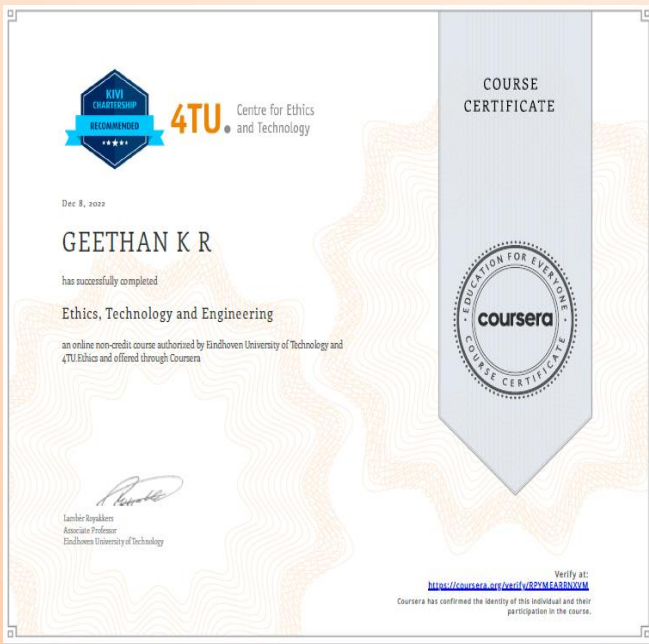 COURSE
CERTIFICATE
KIVI
CHARTERSHIP
RECOMMENDED
4TU. Centre for Ethics
and Technology
Dec 8, 2022
GEETHAN K R
has successfully completed
Ethics, Technology and Engineering
an online non-credit course authorized by Eindhoven University of Technology and
4TU.Ethics and offered through Coursera
EDUCATION FOR EVERYONE
coursera
COURSE CERTIFICATE
Lambèr Royakkers
Associate Professor
Eindhoven University of Technology
Verify at:
https://coursera.org/verify/RPYMEARRNXVM
Coursera has confirmed the identity of this individual and their
participation in the course.